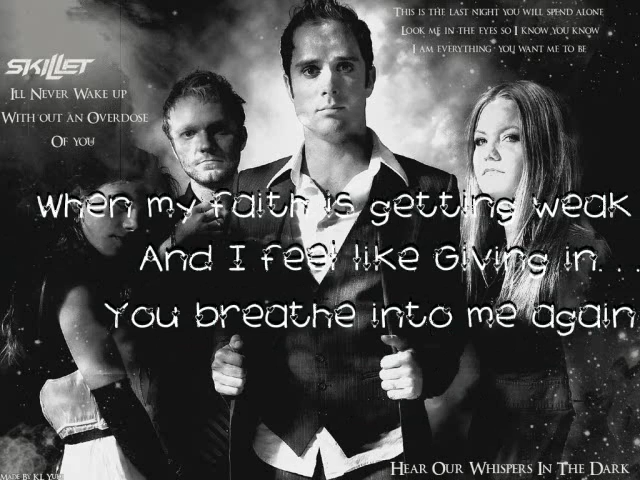 SKILLET
ILL NEVER WAKE UP
WITH OUT AN OVERDOSE
OF YOU
THIS IS THE LAST NIGHT YOU WILL SPEND ALONE
LOOK ME IN THE EYES SO I KNOW YOU KNOW
I AM EVERYTHING YOU WANT ME TO BE
When my Faith is getting weak
And I feel like Giving in...
You breathe into me again
HEAR OUR WHISPERS IN THE DARK
MADE BY K.L.